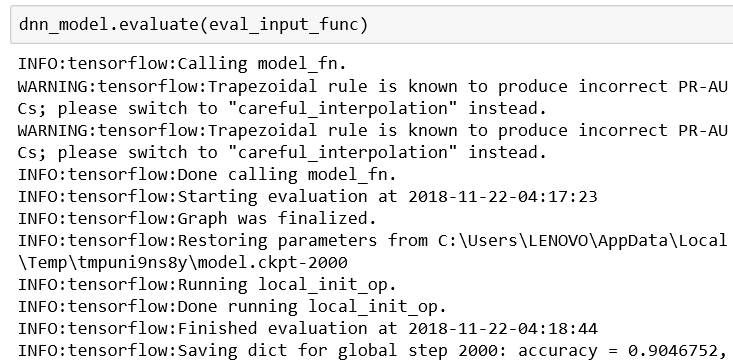 dnn_model.evaluate(eval_input_func)
INFO:tensorflow:Calling model_fn.
WARNING:tensorflow:Trapezoidal rule is known to produce incorrect PR-AU
Cs; please switch to "careful_interpolation" instead.
WARNING:tensorflow:Trapezoidal rule is known to produce incorrect PR-AU
Cs; please switch to "careful_interpolation" instead.
INFO:tensorflow:Done calling model_fn.
INFO:tensorflow:Starting evaluation at 2018-11-22-04:17:23
INFO:tensorflow:Graph was finalized.
INFO:tensorflow:Restoring parameters from C:\Users\LENOVO\AppData\Local
\Temp\tmpuni9ns8y\model.ckpt-2000
INFO:tensorflow:Running local_init_op.
INFO:tensorflow:Done running local_init_op.
INFO:tensorflow:Finished evaluation at 2018-11-22-04:18:44
INFO:tensorflow:Saving dict for global step 2000: accuracy = 0.9046752,